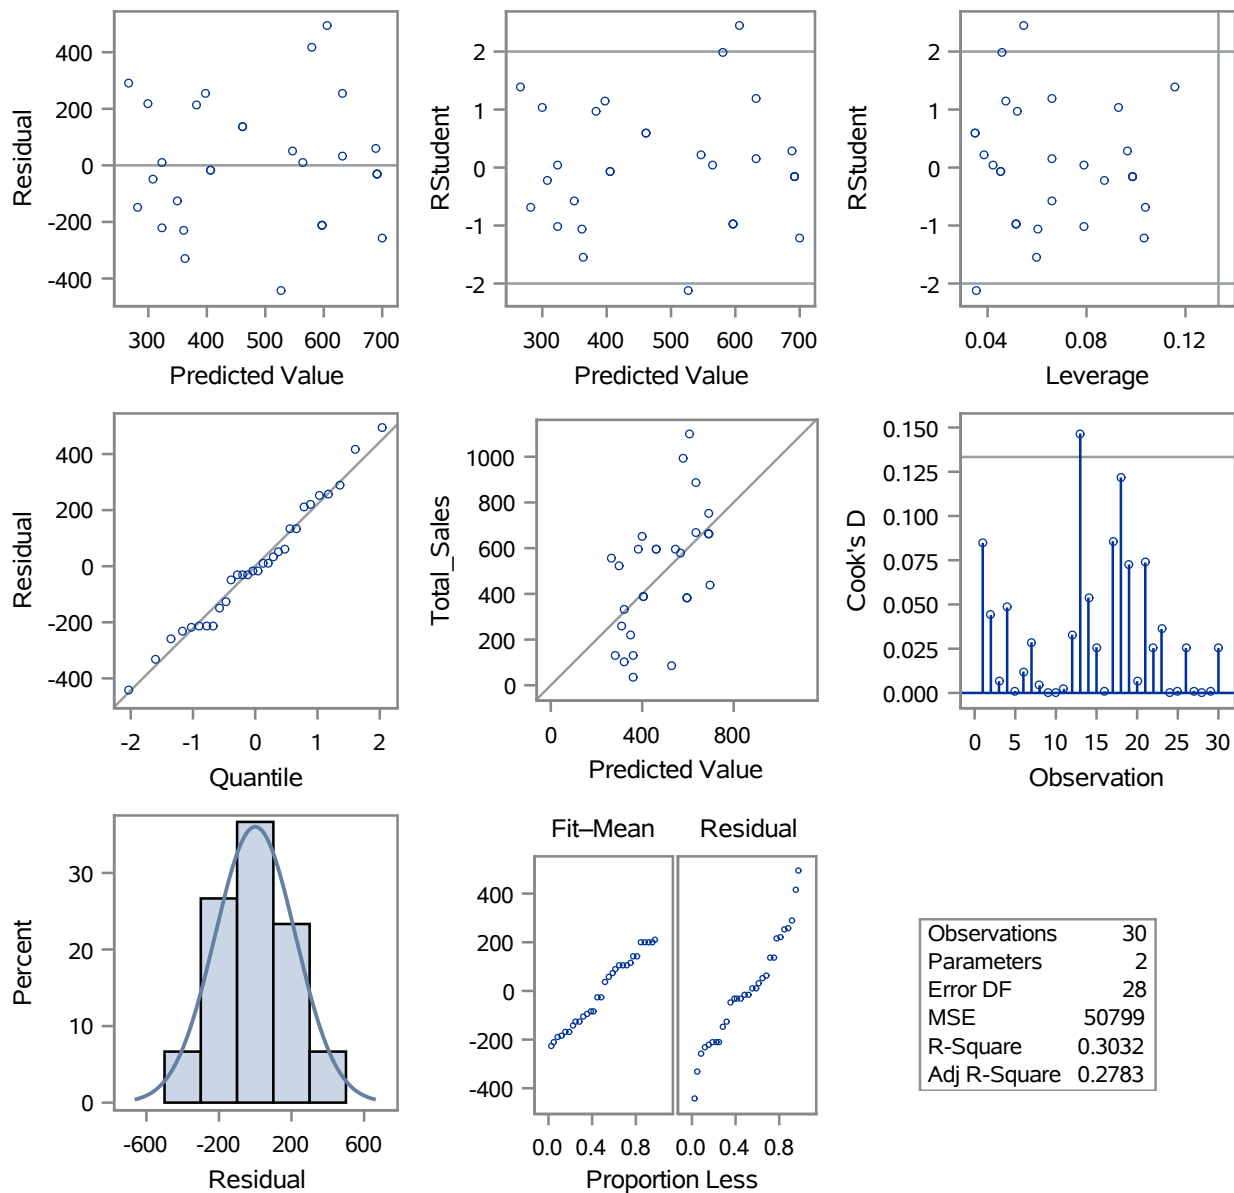 400
200
0
-200
-400
Residual
300 400 500 600 700
Predicted Value
2
1
0
-1
-2
RStudent
300 400 500 600 700
Predicted Value
2
1
0
-1
-2
RStudent
0.04 0.08 0.12
Leverage
400
200
0
-200
-400
Residual
-2 -1 0 1 2
Quantile
1000
800
600
400
200
0
Total_Sales
0 400 800
Predicted Value
0.150
0.125
0.100
0.075
0.050
0.025
0.000
Cook's D
0 5 10 15 20 25 30
Observation
30
20
10
0
Percent
-600 -200 200 600
Residual
Fit–Mean Residual
400
200
0
-200
-400
0.0 0.4 0.8 0.0 0.4 0.8
Proportion Less
Observations 30
Parameters 2
Error DF 28
MSE 50799
R-Square 0.3032
Adj R-Square 0.2783